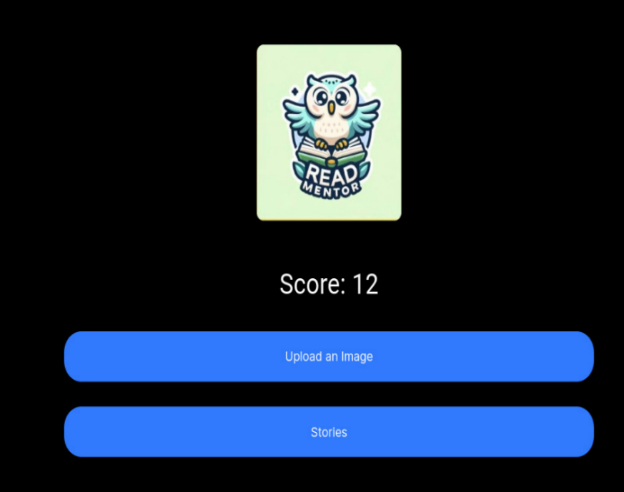 READ
MENTOR
Score: 12
Upload an Image
Stories